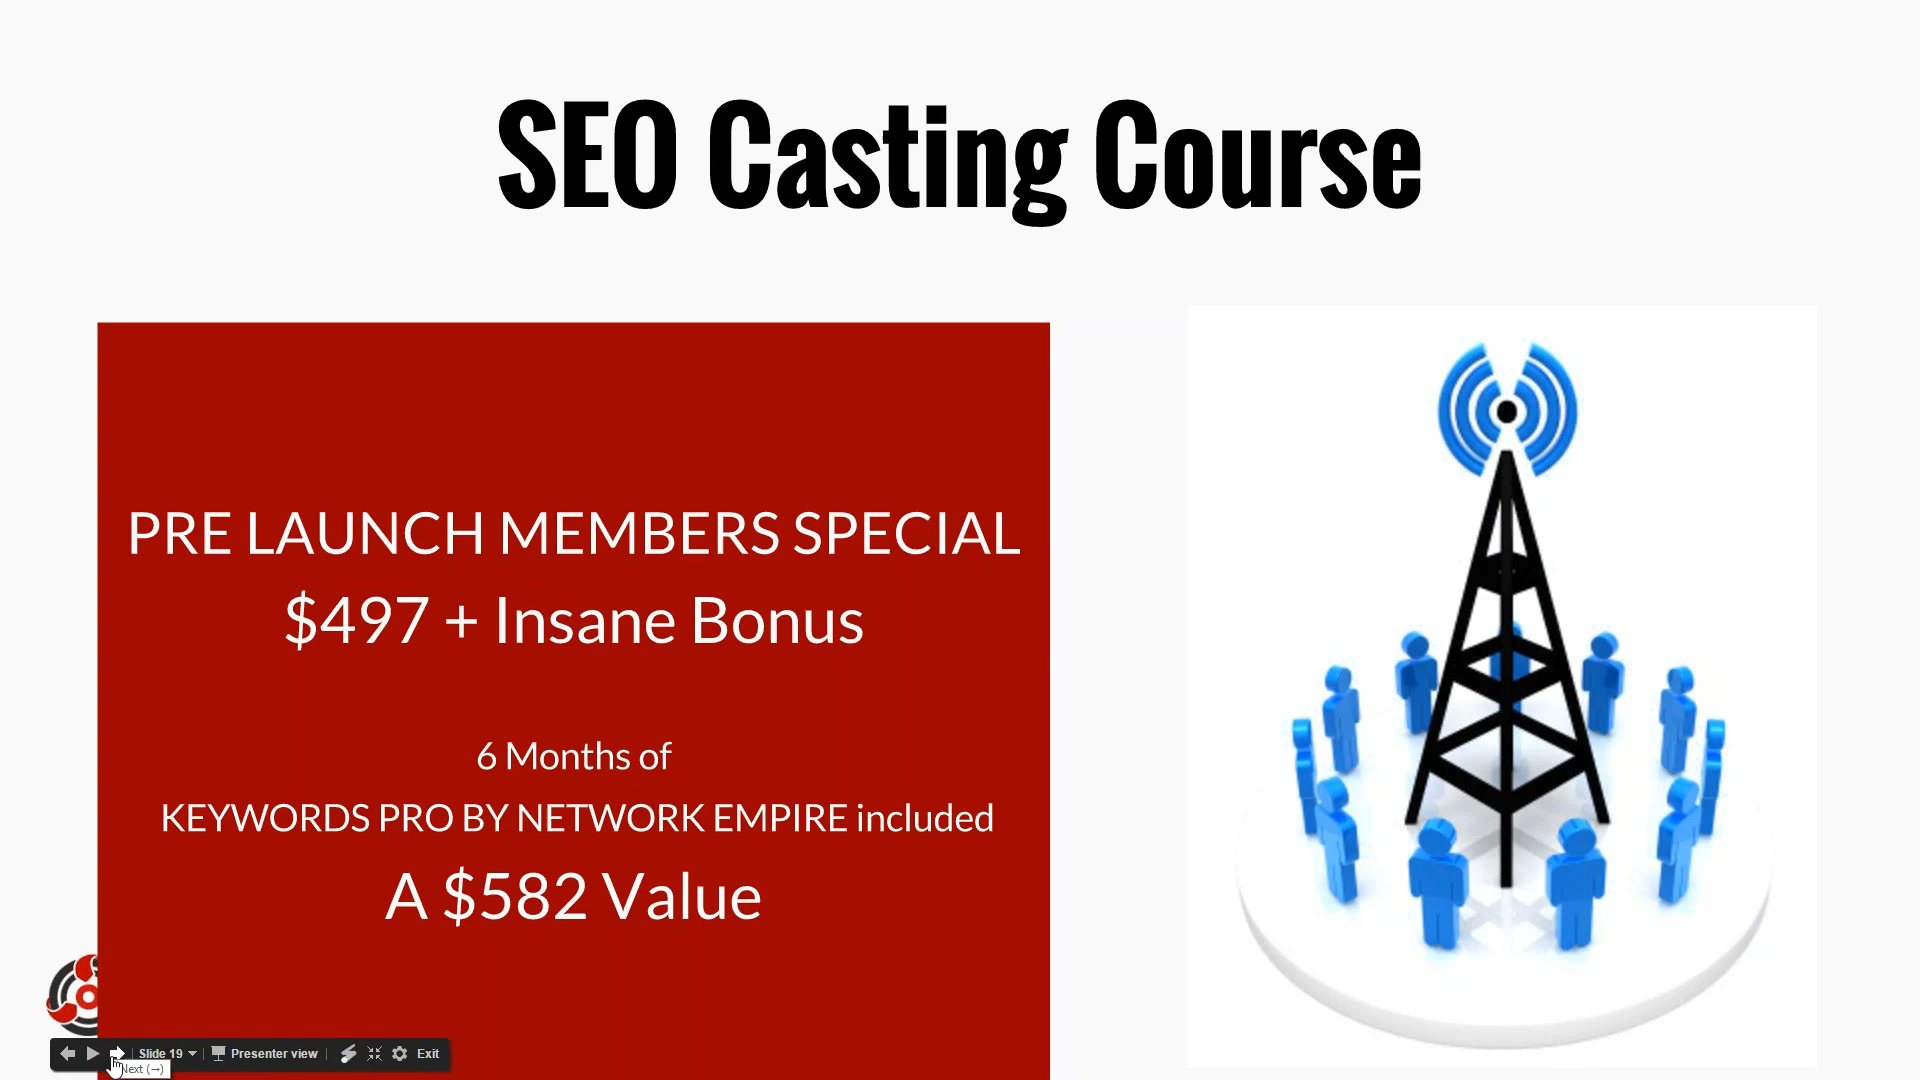 SEO Casting Course
PRE LAUNCH MEMBERS SPECIAL
$497 + Insane Bonus
6 Months of
KEYWORDS PRO BY NETWORK EMPIRE included
A $582 Value
Slide 19 Presenter view Exit
Next (→)